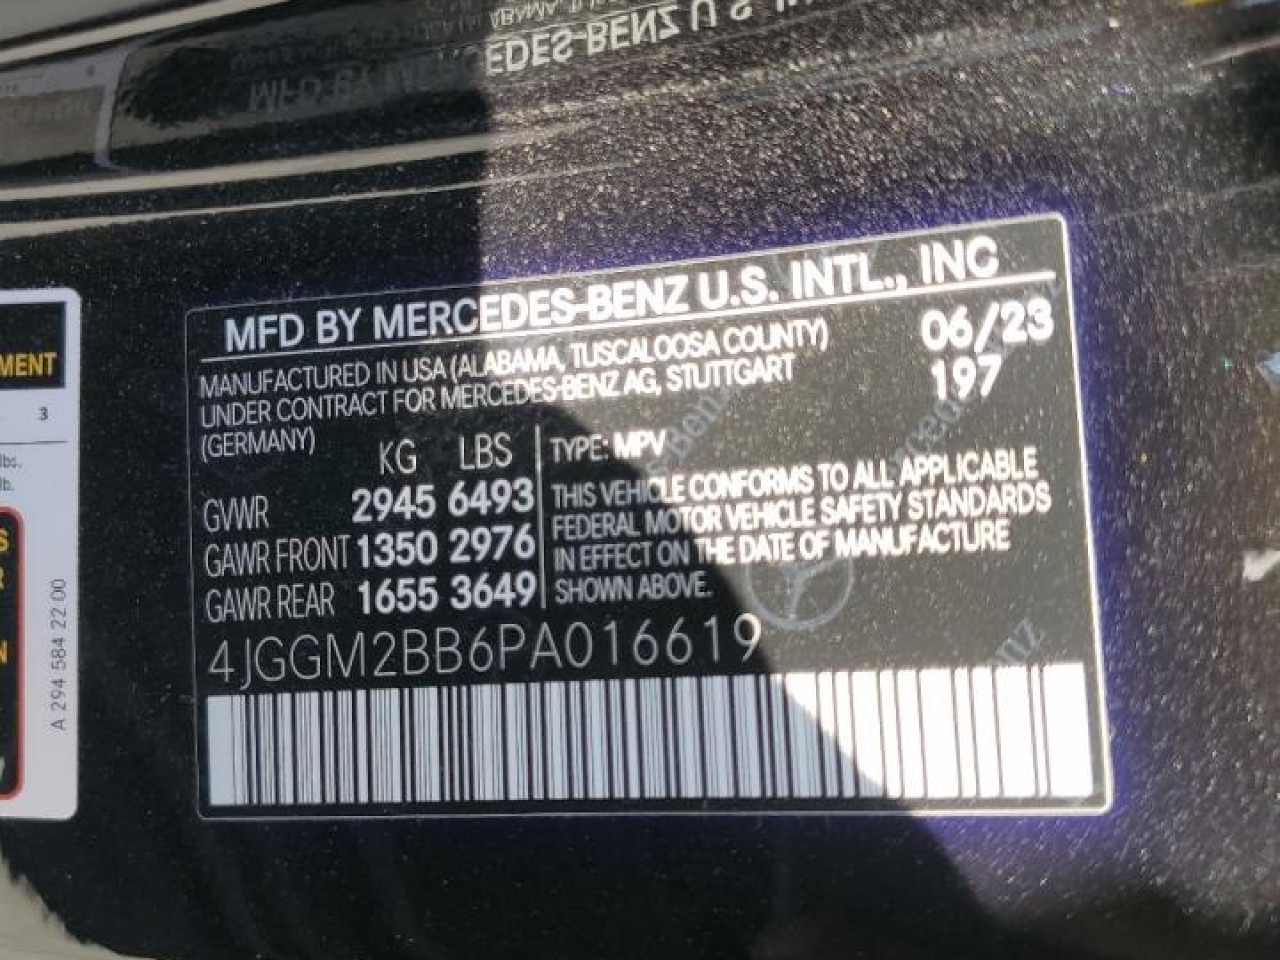 MFD BY MERCEDES-BENZ U.S. INTL., INC
MANUFACTURED IN USA (ALABAMA, TUSCALOOSA COUNTY)
UNDER CONTRACT FOR MERCEDES-BENZ AG, STUTTGART
(GERMANY)
06/23
197
KG LBS
GVWR 2945 6493
GAWR FRONT 1350 2976
GAWR REAR 1655 3649
TYPE: MPV
THIS VEHICLE CONFORMS TO ALL APPLICABLE
FEDERAL MOTOR VEHICLE SAFETY STANDARDS
IN EFFECT ON THE DATE OF MANUFACTURE
SHOWN ABOVE.
4JGGM2BB6PA016619
MENT
3
lbs.
lb.
A 294 584 22 00